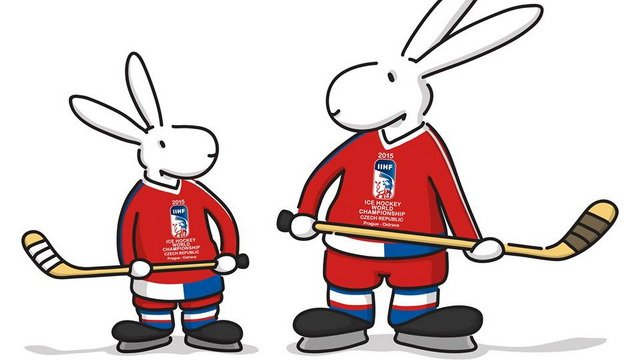 2015
IIHF
ICE HOCKEY
WORLD
CHAMPIONSHIP
CZECH REPUBLIC
Prague - Ostrava
2015
IIHF
ICE HOCKEY
WORLD
CHAMPIONSHIP
CZECH REPUBLIC
Prague - Ostrava